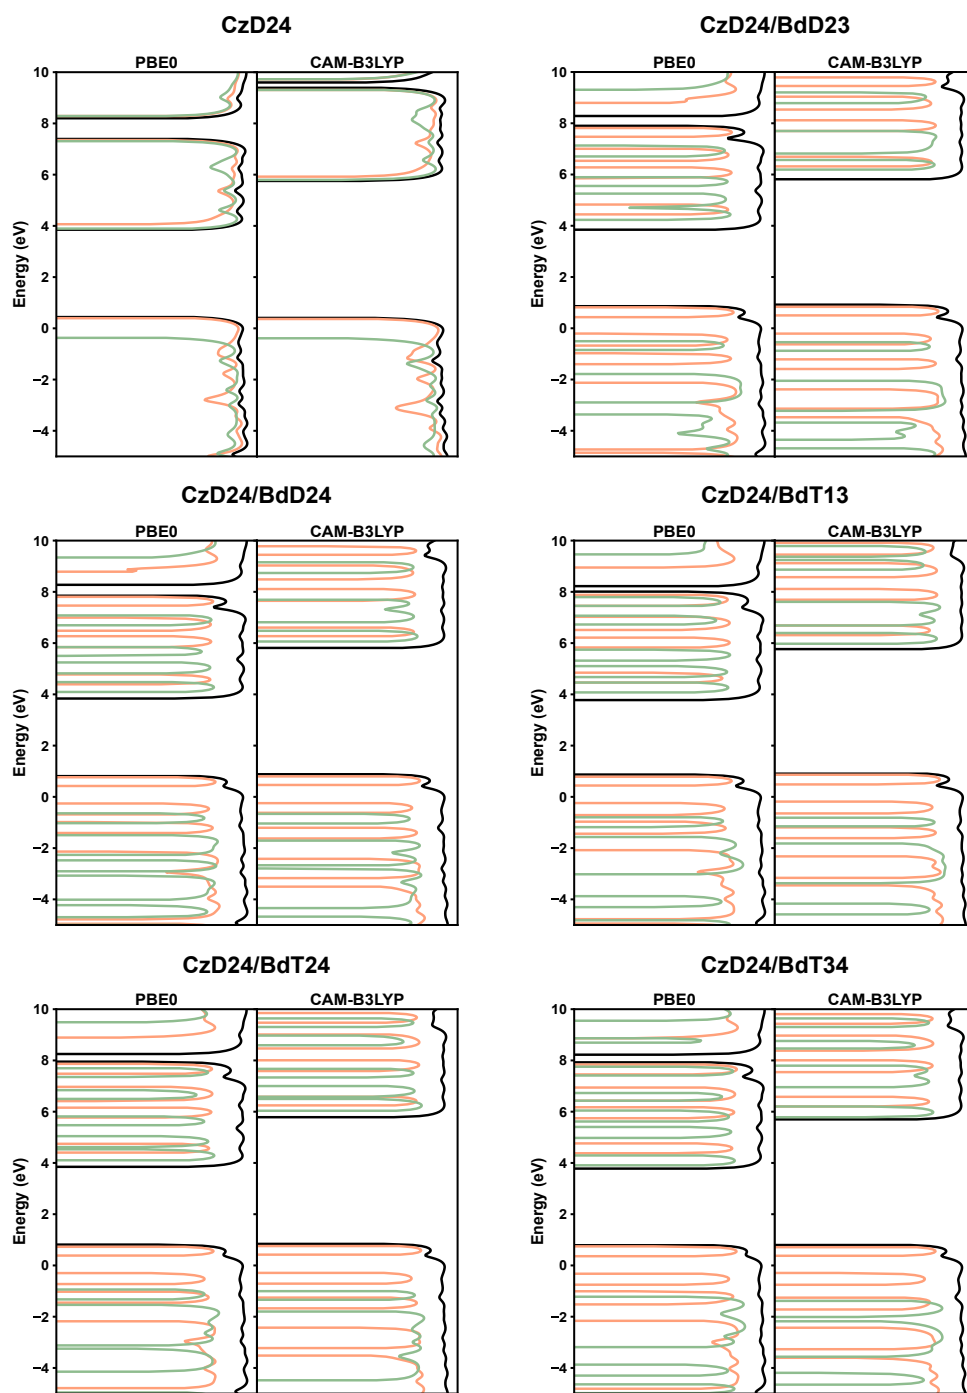 CzD24
PBE0
CAM-B3LYP
Energy (eV)
10
8
6
4
2
0
−2
−4
CzD24/BdD23
PBE0
CAM-B3LYP
Energy (eV)
10
8
6
4
2
0
−2
−4
CzD24/BdD24
PBE0
CAM-B3LYP
Energy (eV)
10
8
6
4
2
0
−2
−4
CzD24/BdT13
PBE0
CAM-B3LYP
Energy (eV)
10
8
6
4
2
0
−2
−4
CzD24/BdT24
PBE0
CAM-B3LYP
Energy (eV)
10
8
6
4
2
0
−2
−4
CzD24/BdT34
PBE0
CAM-B3LYP
Energy (eV)
10
8
6
4
2
0
−2
−4